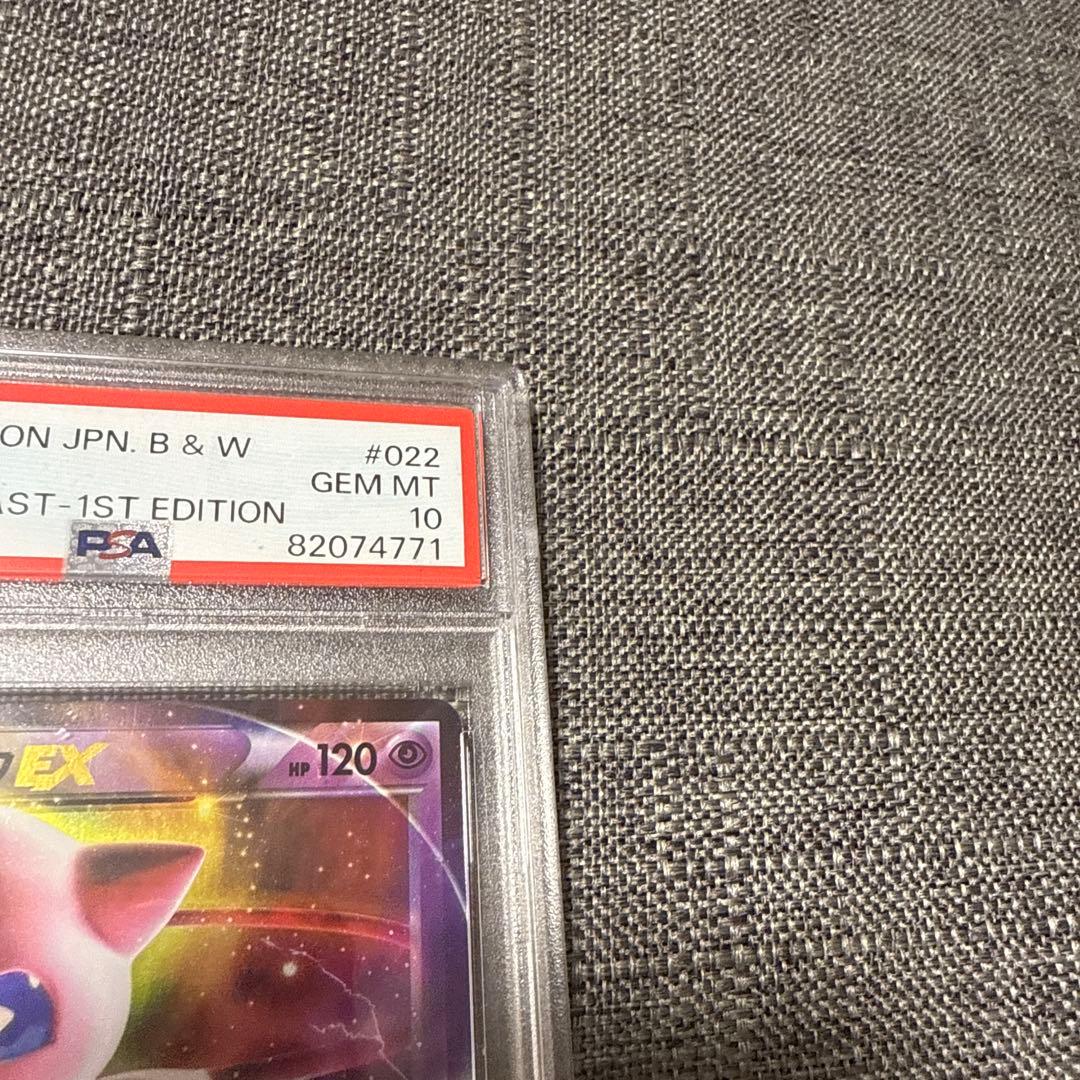 ON JPN. B & W #022
GEM MT
AST-1ST EDITION 10
PSA 82074771
EX HP 120